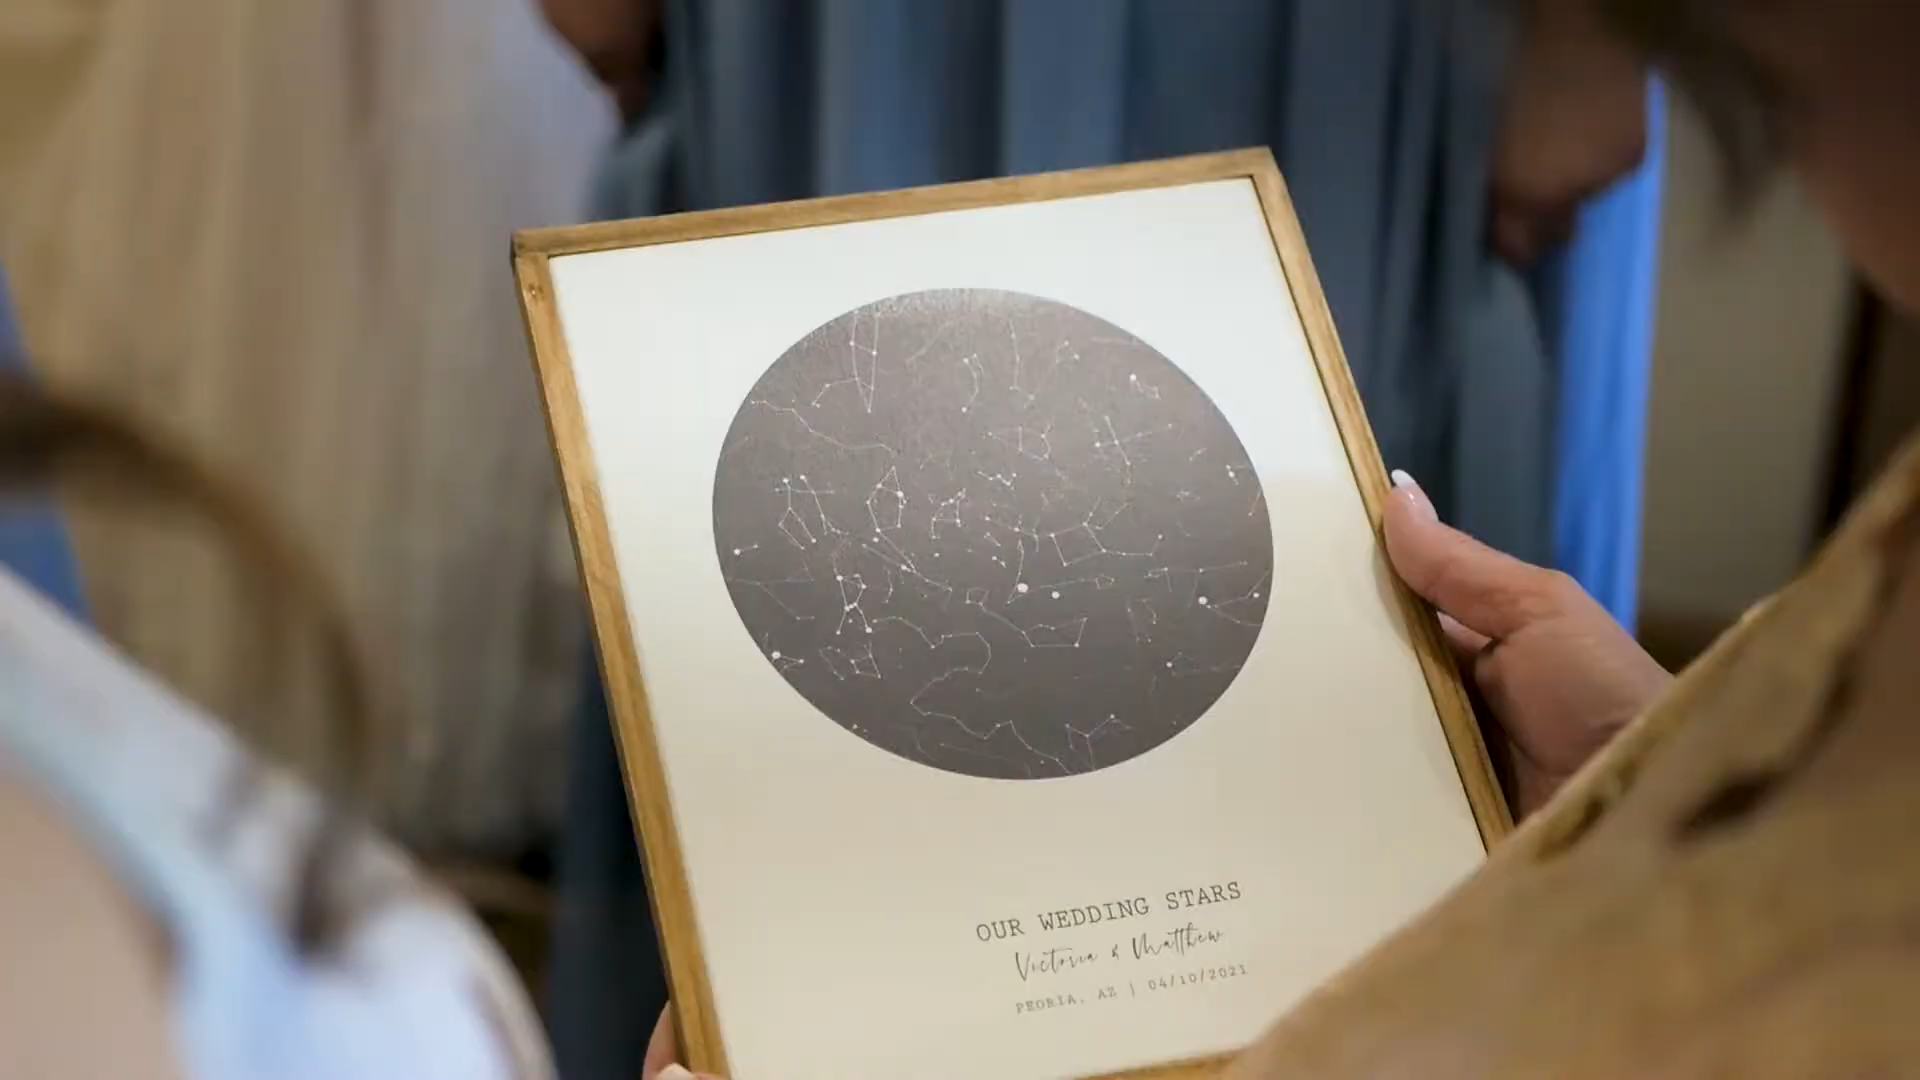 OUR WEDDING STARS
Victoria & Matthew
PEORIA, AZ | 04/10/2021